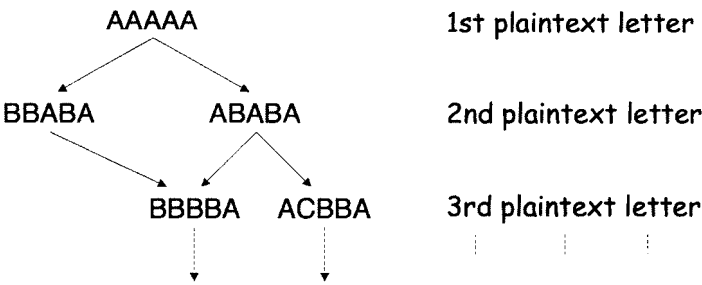 AAAAA 1st plaintext letter
BBABA ABABA 2nd plaintext letter
BBBBA ACBBA 3rd plaintext letter